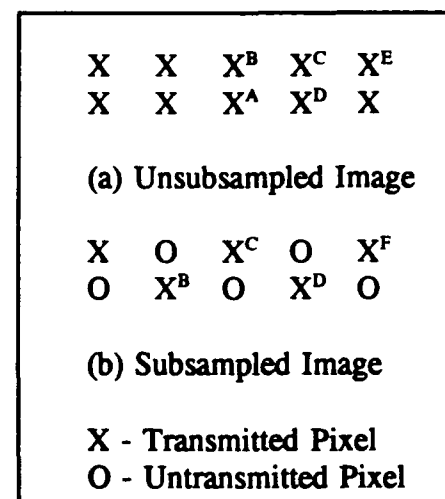 X X X^B X^C X^E
X X X^A X^D X
(a) Unsubsampled Image
X O X^C O X^F
O X^B O X^D O
(b) Subsampled Image
X - Transmitted Pixel
O - Untransmitted Pixel